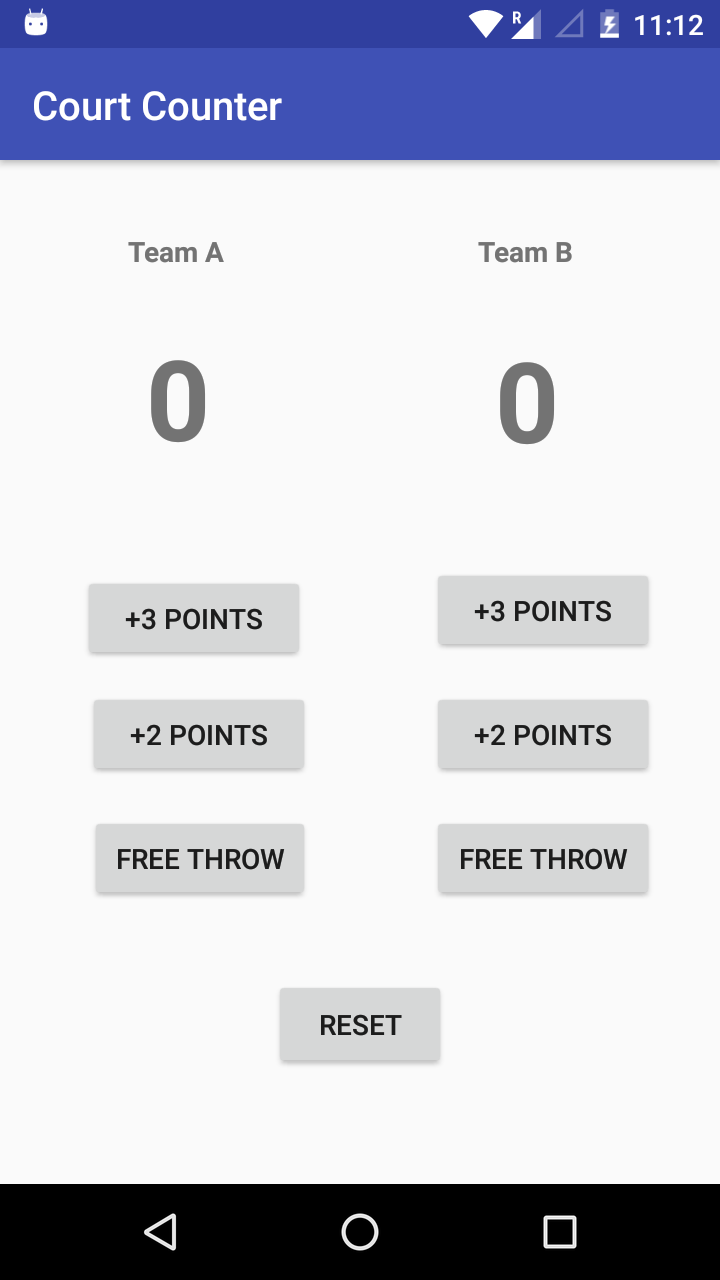 R 11:12
Court Counter
Team A Team B
0 0
+3 POINTS +3 POINTS
+2 POINTS +2 POINTS
FREE THROW FREE THROW
RESET